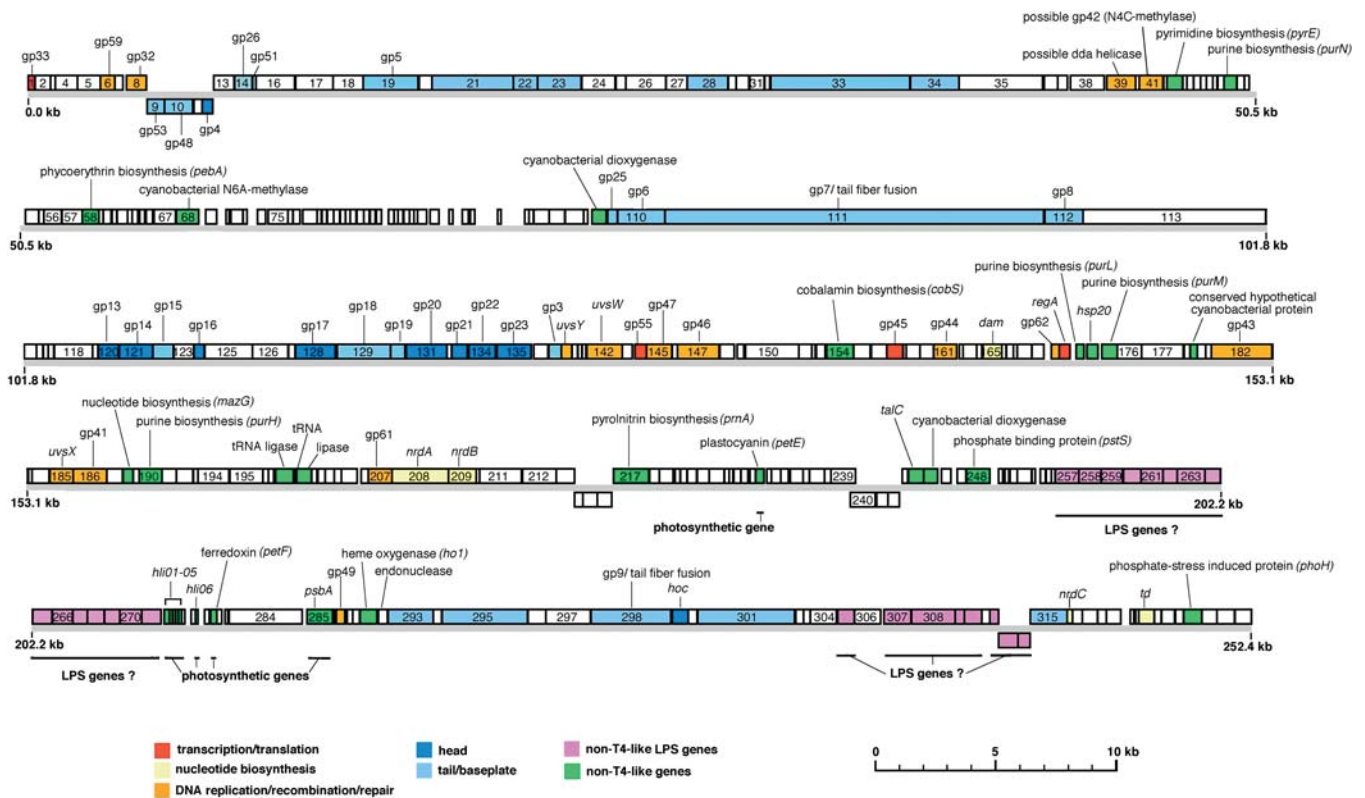 possible gp42 (N4C-methylase)
pyrimidine biosynthesis (pyrE)
purine biosynthesis (purN)
gp26
gp59
gp33
gp32
gp51
gp5
possible dda helicase
2 4 5 6 8 13 14 16 17 18 19 21 22 23 24 26 27 28 31 33 34 35 38 39 41
9 10
0.0 kb
gp53
gp48
gp4
50.5 kb
cyanobacterial dioxygenase
phycoerythrin biosynthesis (pebA)
cyanobacterial N6A-methylase
gp25
gp6
gp7/ tail fiber fusion
gp8
56 57 58 67 68 75 110 111 112 113
50.5 kb
101.8 kb
purine biosynthesis (purL)
purine biosynthesis (purM)
cobalamin biosynthesis (cobS)
conserved hypothetical
cyanobacterial protein
gp13
gp14
gp15
gp16
gp17
gp18
gp19
gp20
gp21
gp22
gp23
gp3
uvsY
uvsW
gp55
gp47
gp46
gp45
gp44
dam
gp62
regA
hsp20
gp43
118 120 121 123 125 126 128 129 131 134 135 142 145 147 150 154 161 65 176 177 182
101.8 kb
153.1 kb
nucleotide biosynthesis (mazG)
purine biosynthesis (purH)
gp41
uvsX
tRNA ligase
tRNA
lipase
gp61
nrdA
nrdB
pyrolnitrin biosynthesis (prnA)
plastocyanin (petE)
talC
cyanobacterial dioxygenase
phosphate binding protein (pstS)
185 186 190 194 195 207 208 209 211 212 217 239 248 257 258 259 261 263
240
153.1 kb
202.2 kb
photosynthetic gene
LPS genes ?
ferredoxin (petF)
hli01-05
hli06
psbA
gp49
heme oxygenase (ho1)
endonuclease
gp9/ tail fiber fusion
hoc
nrdC
td
phosphate-stress induced protein (phoH)
266 270 284 285 293 295 297 298 301 304 306 307 308 315
202.2 kb
252.4 kb
LPS genes ?
photosynthetic genes
LPS genes ?
transcription/translation
nucleotide biosynthesis
DNA replication/recombination/repair
head
tail/baseplate
non-T4-like LPS genes
non-T4-like genes
0 5 10 kb